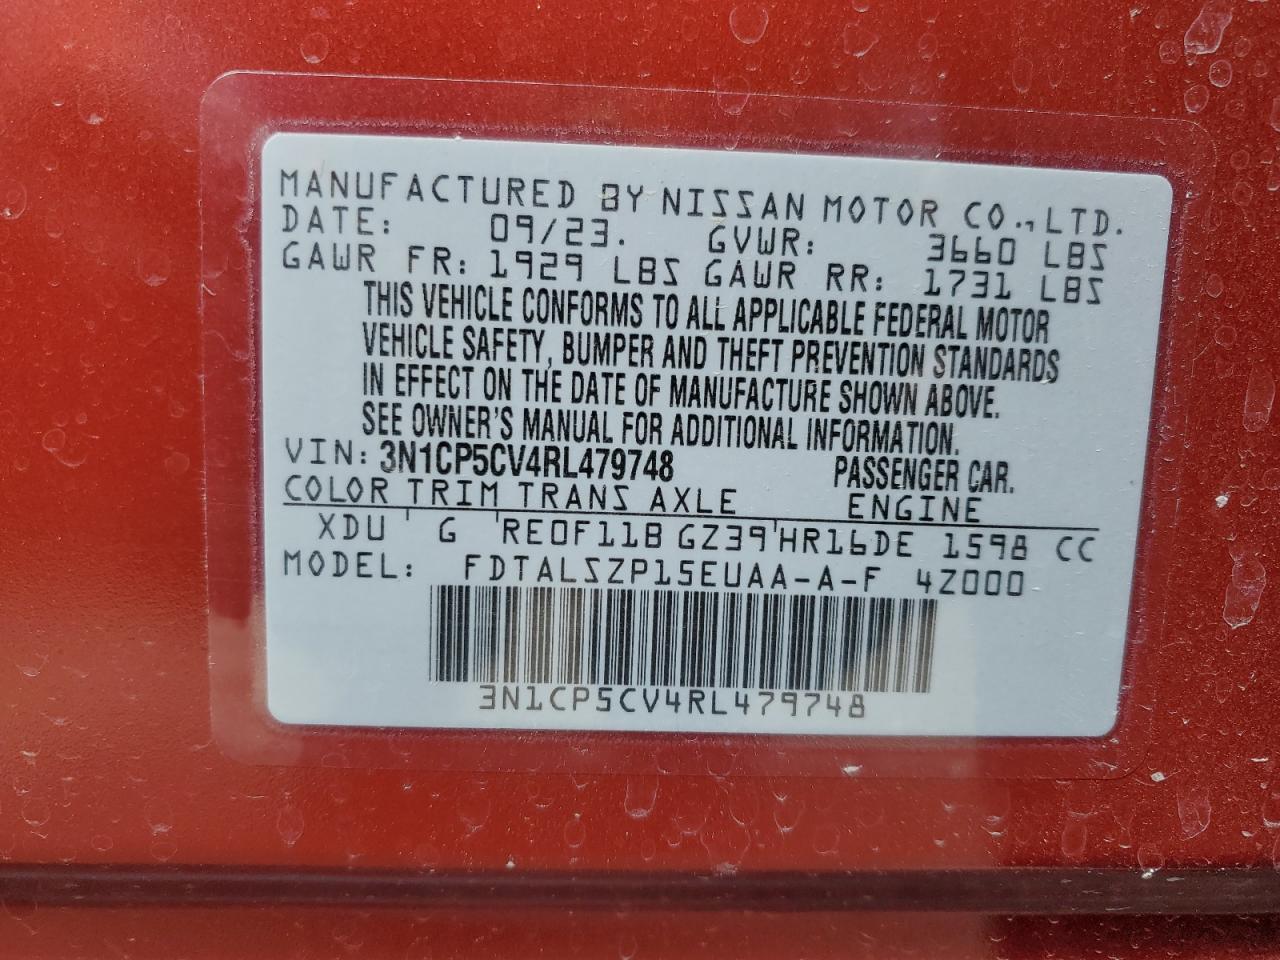 MANUFACTURED BY NISSAN MOTOR CO., LTD.
DATE: 09/23. GVWR: 3660 LBS
GAWR FR: 1929 LBS GAWR RR: 1731 LBS
THIS VEHICLE CONFORMS TO ALL APPLICABLE FEDERAL MOTOR
VEHICLE SAFETY, BUMPER AND THEFT PREVENTION STANDARDS
IN EFFECT ON THE DATE OF MANUFACTURE SHOWN ABOVE.
SEE OWNER'S MANUAL FOR ADDITIONAL INFORMATION.
VIN: 3N1CP5CV4RL479748 PASSENGER CAR.
COLOR TRIM TRANS AXLE ENGINE
XDU G RE0F11B GZ39 HR16DE 1598 CC
MODEL: FDTALSZP15EUAA-A-F 4Z000
3N1CP5CV4RL479748